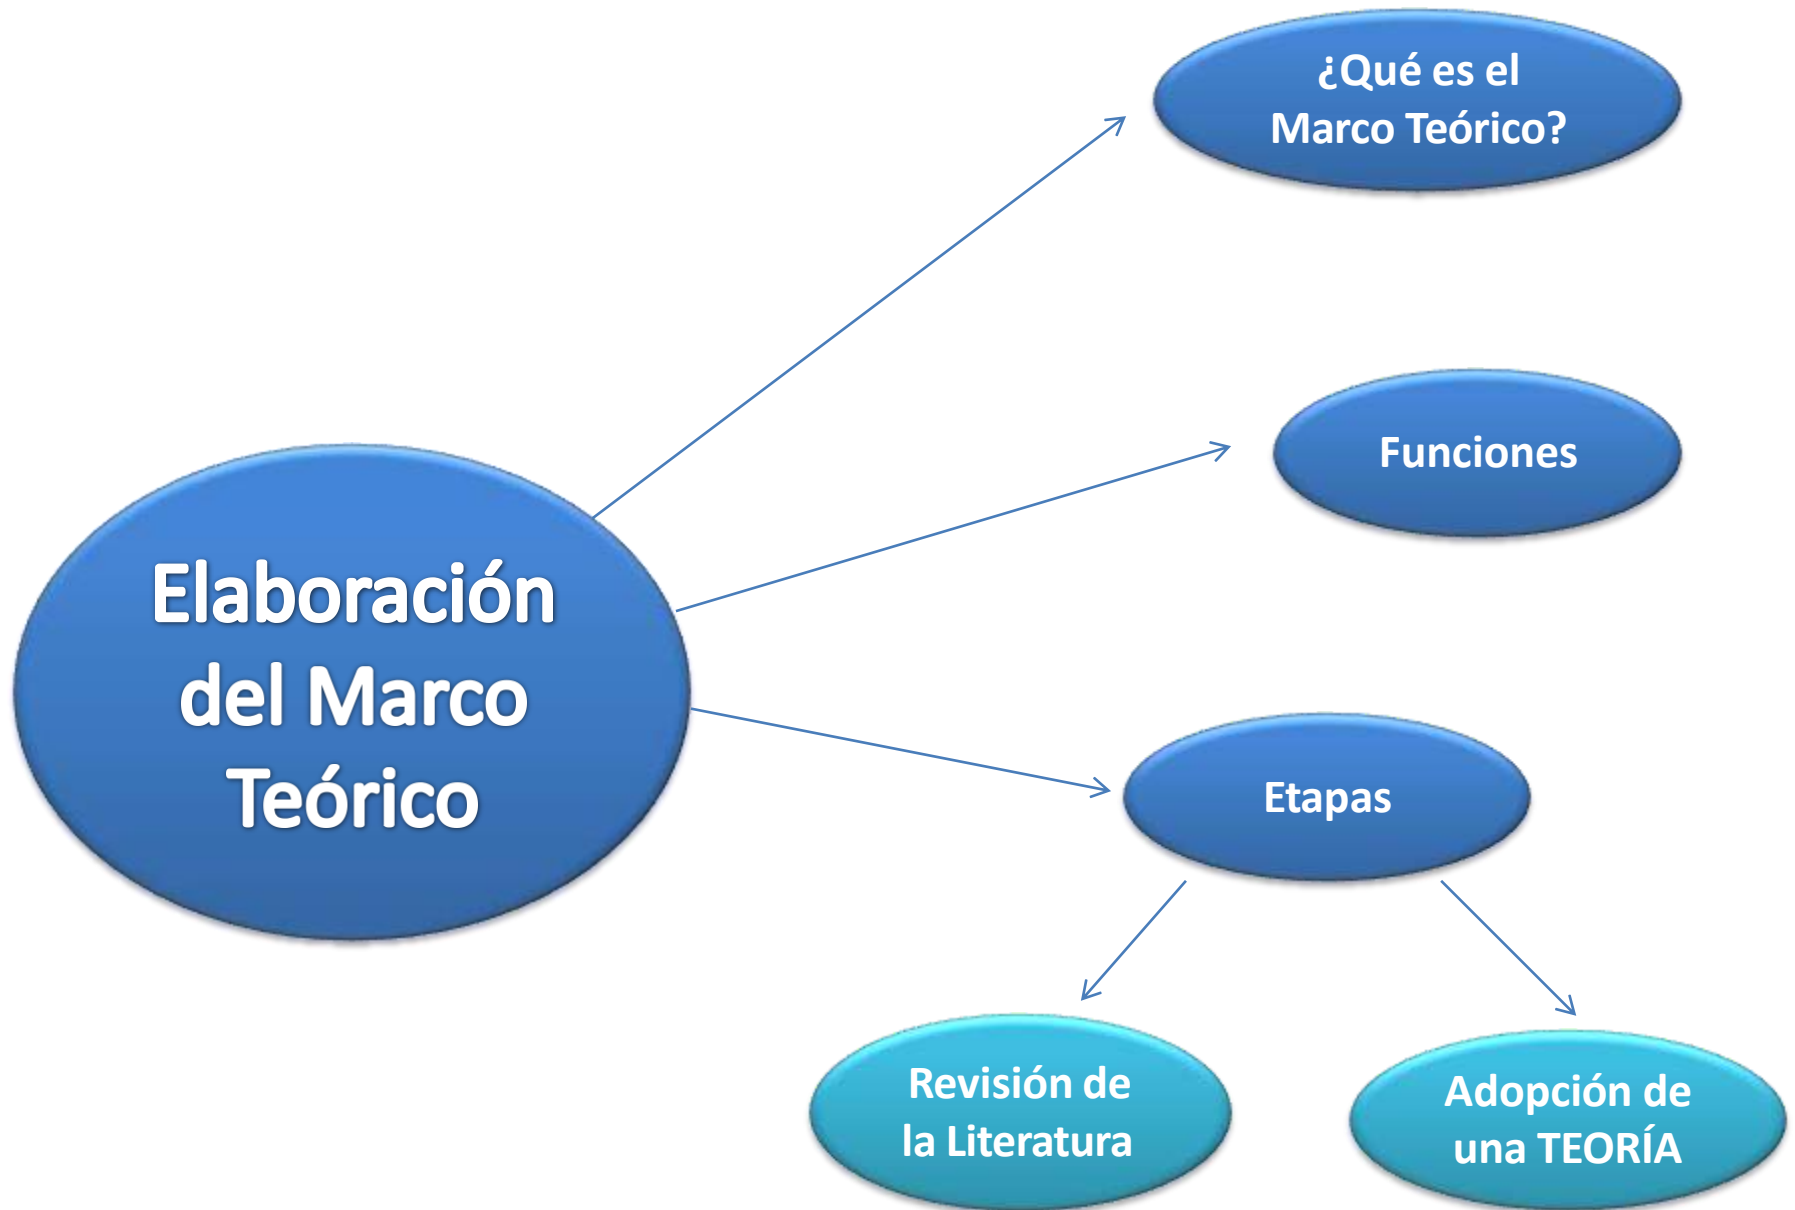 ¿Qué es el
Marco Teórico?
Funciones
Elaboración
del Marco
Teórico
Etapas
Revisión de
la Literatura
Adopción de
una TEORÍA